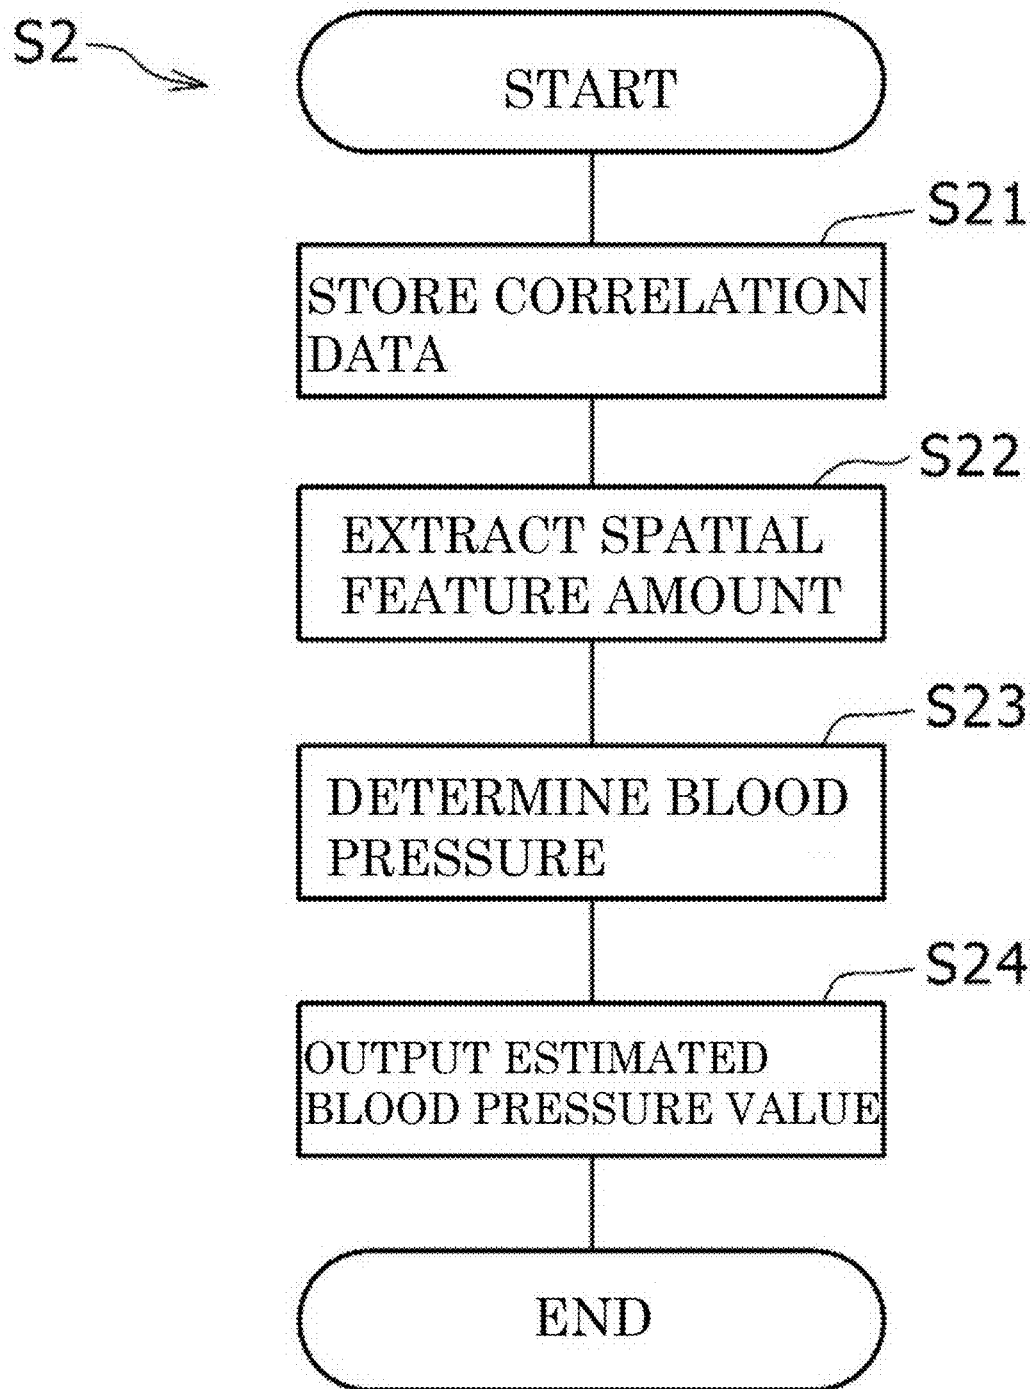 S2
START
S21
STORE CORRELATION
DATA
S22
EXTRACT SPATIAL
FEATURE AMOUNT
S23
DETERMINE BLOOD
PRESSURE
S24
OUTPUT ESTIMATED
BLOOD PRESSURE VALUE
END